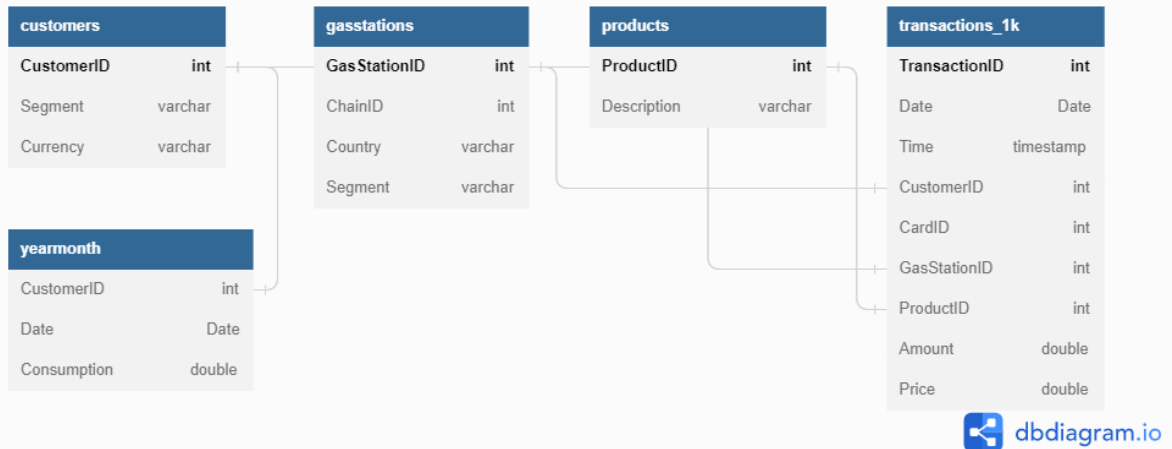 customers
CustomerID int
Segment varchar
Currency varchar
yearmonth
CustomerID int
Date Date
Consumption double
gasstations
GasStationID int
ChainID int
Country varchar
Segment varchar
products
ProductID int
Description varchar
transactions_1k
TransactionID int
Date Date
Time timestamp
CustomerID int
CardID int
GasStationID int
ProductID int
Amount double
Price double
dbdiagram.io